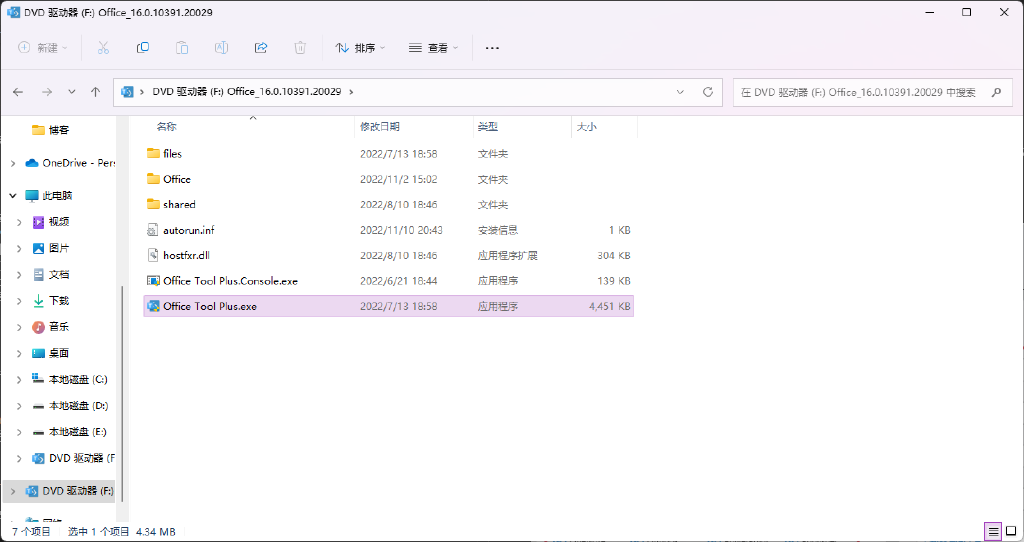 DVD 驱动器 (F:) Office_16.0.10391.20029
新建
排序
查看
DVD 驱动器 (F:) Office_16.0.10391.20029
在 DVD 驱动器 (F:) Office_16.0.10391.20029 中搜索
博客
OneDrive - Pers
此电脑
视频
图片
文档
下载
音乐
桌面
本地磁盘 (C:)
本地磁盘 (D:)
本地磁盘 (E:)
DVD 驱动器 (F
DVD 驱动器 (F:)
网络
名称 修改日期 类型 大小
files 2022/7/13 18:58 文件夹
Office 2022/11/2 15:02 文件夹
shared 2022/8/10 18:46 文件夹
autorun.inf 2022/11/10 20:43 安装信息 1 KB
hostfxr.dll 2022/8/10 18:46 应用程序扩展 304 KB
Office Tool Plus.Console.exe 2022/6/21 18:44 应用程序 139 KB
Office Tool Plus.exe 2022/7/13 18:58 应用程序 4,451 KB
7 个项目 选中 1 个项目 4.34 MB